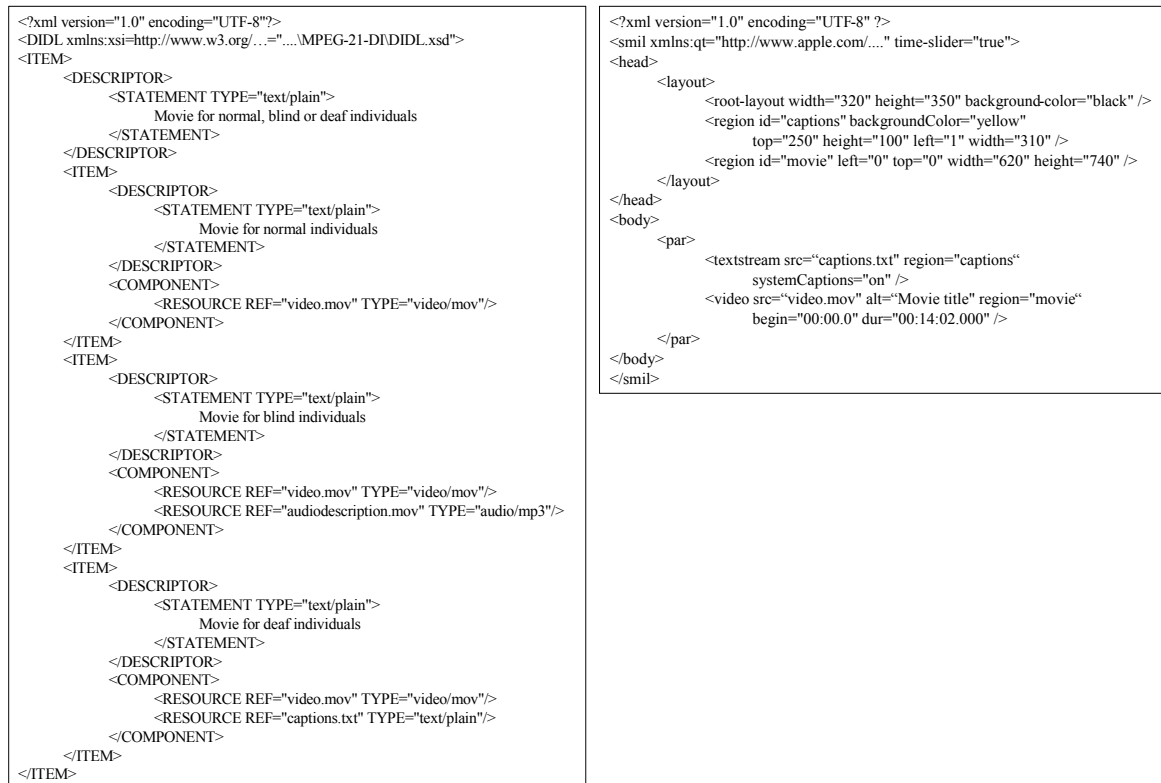 <?xml version="1.0" encoding="UTF-8"?>
<DIDL xmlns:xsi=http://www.w3.org/…="....\MPEG-21-DI\DIDL.xsd">
<ITEM>
<DESCRIPTOR>
<STATEMENT TYPE="text/plain">
Movie for normal, blind or deaf individuals
</STATEMENT>
</DESCRIPTOR>
<ITEM>
<DESCRIPTOR>
<STATEMENT TYPE="text/plain">
Movie for normal individuals
</STATEMENT>
</DESCRIPTOR>
<COMPONENT>
<RESOURCE REF="video.mov" TYPE="video/mov"/>
</COMPONENT>
</ITEM>
<ITEM>
<DESCRIPTOR>
<STATEMENT TYPE="text/plain">
Movie for blind individuals
</STATEMENT>
</DESCRIPTOR>
<COMPONENT>
<RESOURCE REF="video.mov" TYPE="video/mov"/>
<RESOURCE REF="audiodescription.mov" TYPE="audio/mp3"/>
</COMPONENT>
</ITEM>
<ITEM>
<DESCRIPTOR>
<STATEMENT TYPE="text/plain">
Movie for deaf individuals
</STATEMENT>
</DESCRIPTOR>
<COMPONENT>
<RESOURCE REF="video.mov" TYPE="video/mov"/>
<RESOURCE REF="captions.txt" TYPE="text/plain"/>
</COMPONENT>
</ITEM>
</ITEM>
<?xml version="1.0" encoding="UTF-8" ?>
<smil xmlns:qt="http://www.apple.com/...." time-slider="true">
<head>
<layout>
<root-layout width="320" height="350" background-color="black" />
<region id="captions" backgroundColor="yellow"
top="250" height="100" left="1" width="310" />
<region id="movie" left="0" top="0" width="620" height="740" />
</layout>
</head>
<body>
<par>
<textstream src=“captions.txt" region="captions“
systemCaptions="on" />
<video src=“video.mov" alt=“Movie title" region="movie“
begin="00:00.0" dur="00:14:02.000" />
</par>
</body>
</smil>